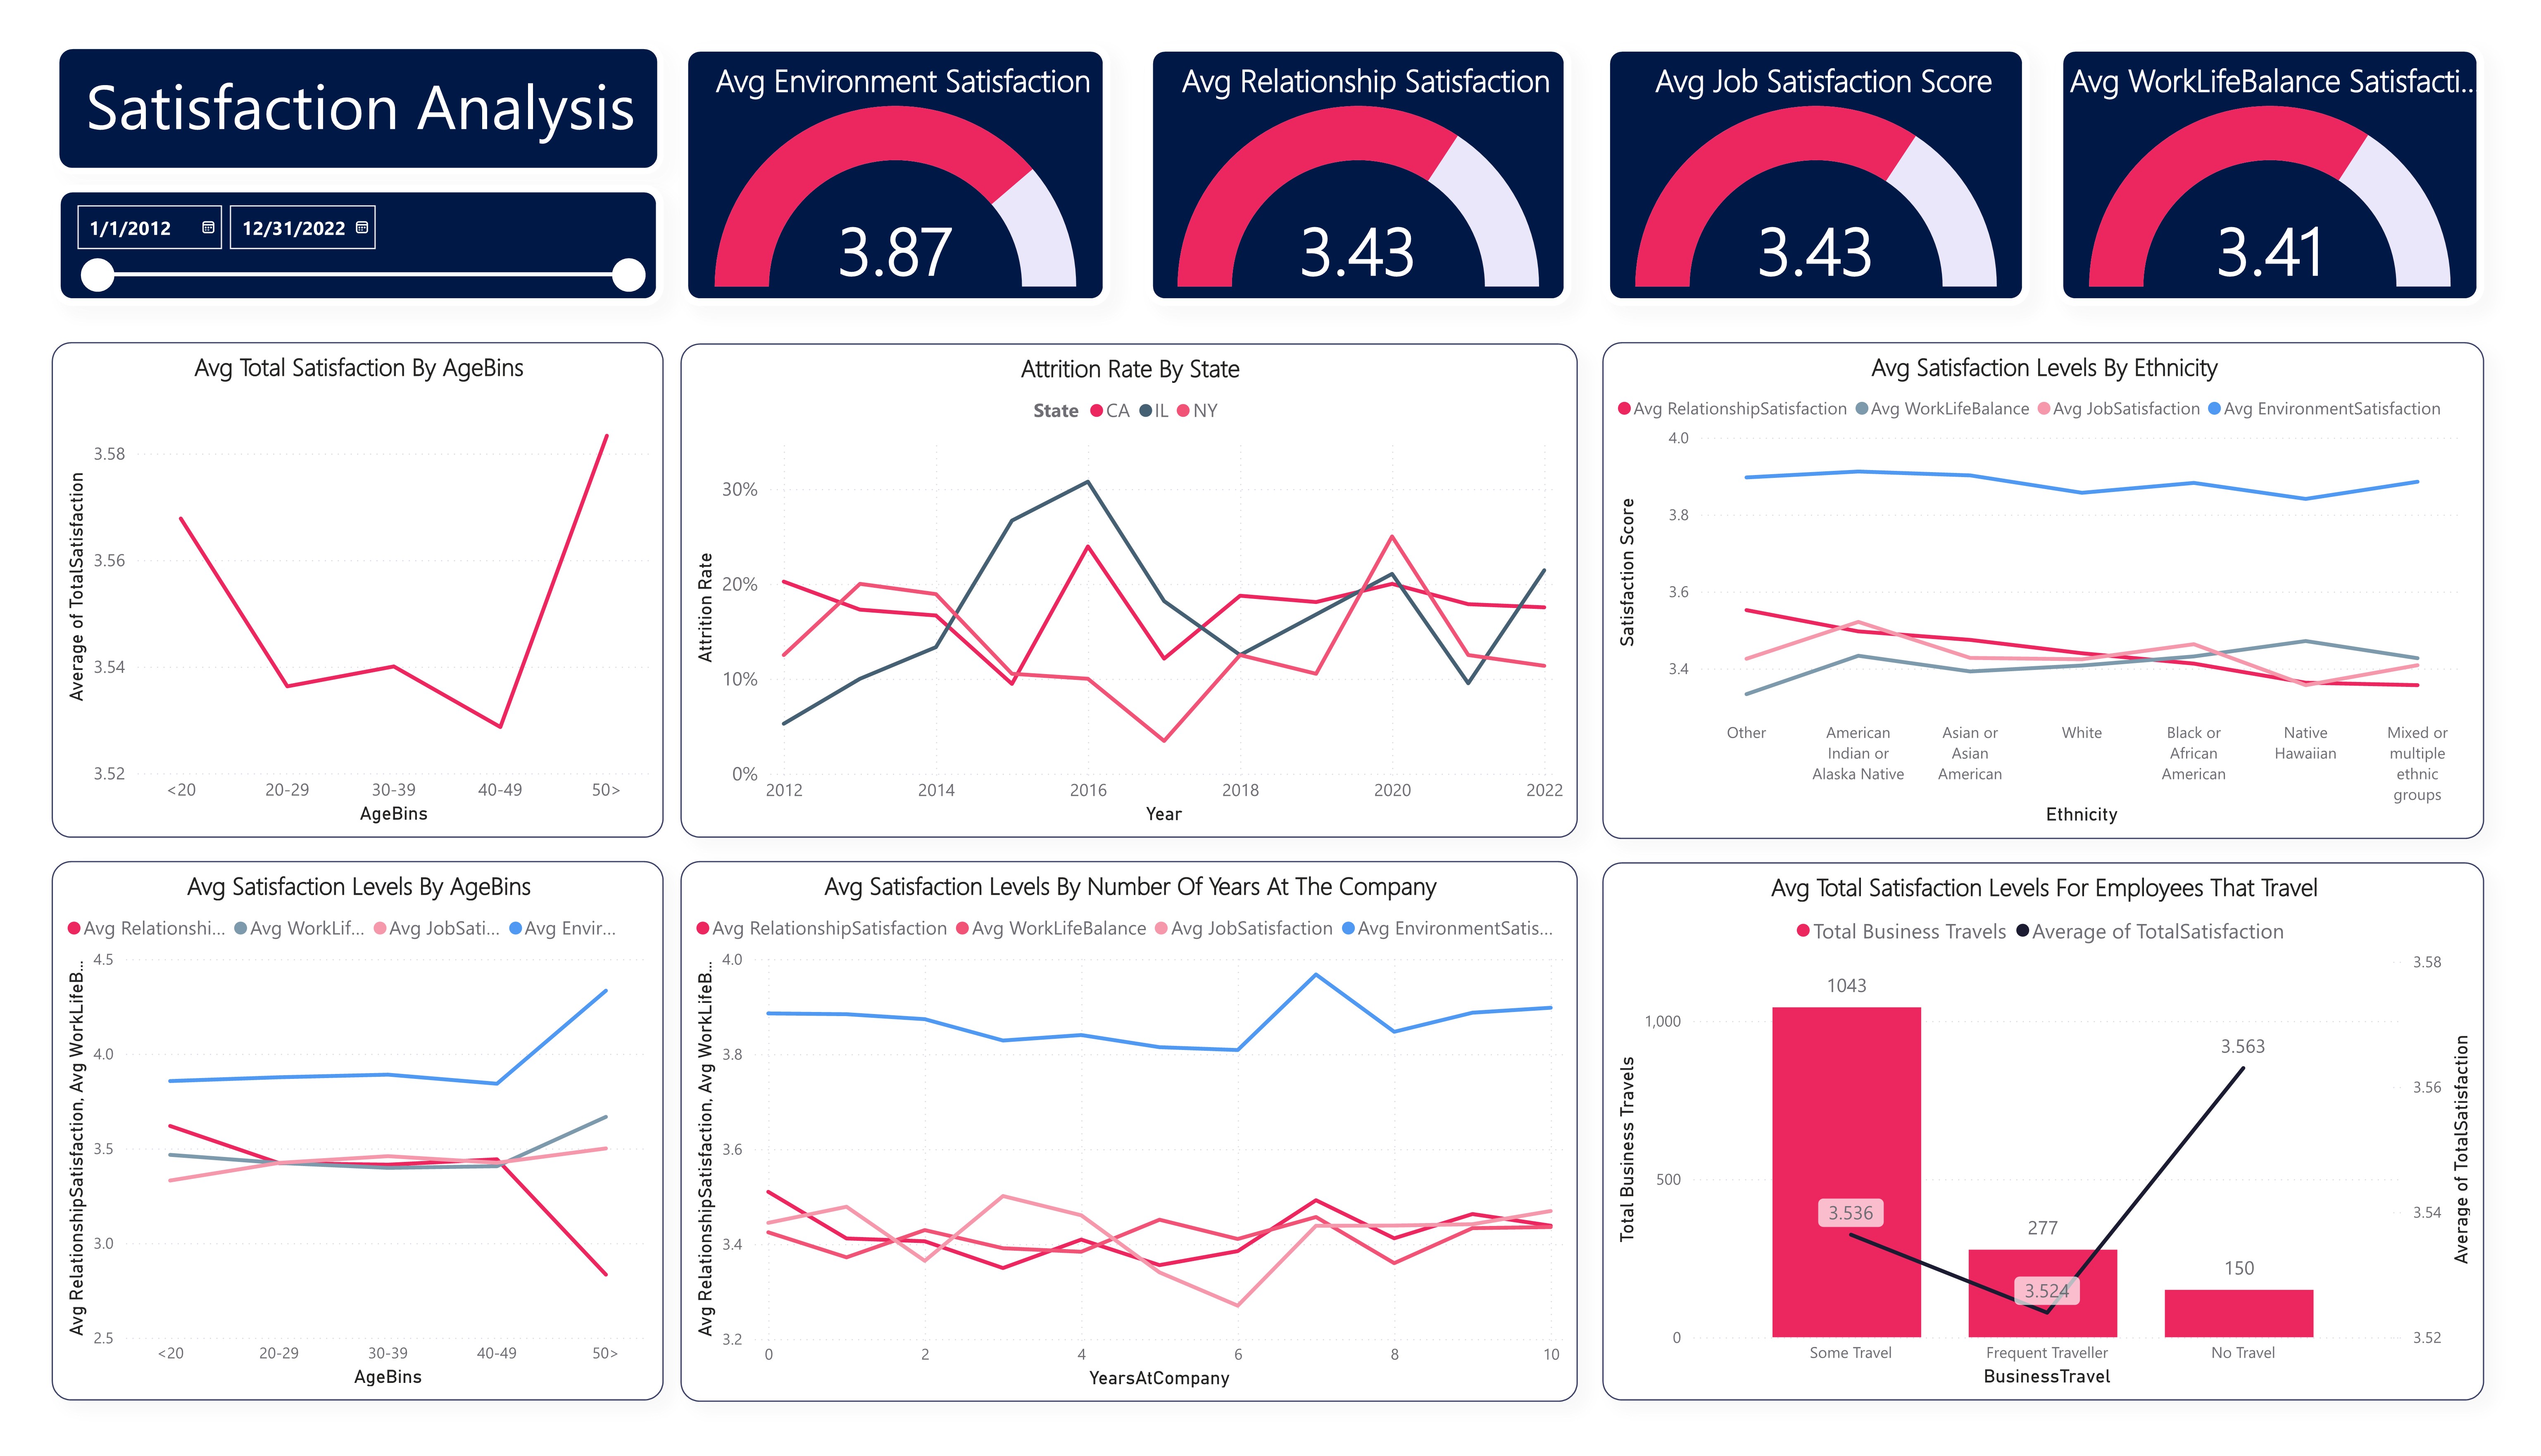 Satisfaction Analysis
1/1/2012
12/31/2022
Avg Environment Satisfaction
3.87
Avg Relationship Satisfaction
3.43
Avg Job Satisfaction Score
3.43
Avg WorkLifeBalance Satisfacti...
3.41
Avg Total Satisfaction By AgeBins
Average of TotalSatisfaction
3.58
3.56
3.54
3.52
<20 20-29 30-39 40-49 50>
AgeBins
Attrition Rate By State
State CA IL NY
Attrition Rate
30%
20%
10%
0%
2012 2014 2016 2018 2020 2022
Year
Avg Satisfaction Levels By Ethnicity
Avg RelationshipSatisfaction Avg WorkLifeBalance Avg JobSatisfaction Avg EnvironmentSatisfaction
Satisfaction Score
4.0
3.8
3.6
3.4
Other
American
Indian or
Alaska Native
Asian or
Asian
American
White
Black or
African
American
Native
Hawaiian
Mixed or
multiple
ethnic
groups
Ethnicity
Avg Satisfaction Levels By AgeBins
Avg Relationshi... Avg WorkLif... Avg JobSati... Avg Envir...
Avg RelationshipSatisfaction, Avg WorkLifeB...
4.5
4.0
3.5
3.0
2.5
<20 20-29 30-39 40-49 50>
AgeBins
Avg Satisfaction Levels By Number Of Years At The Company
Avg RelationshipSatisfaction Avg WorkLifeBalance Avg JobSatisfaction Avg EnvironmentSatis...
Avg RelationshipSatisfaction, Avg WorkLifeB...
4.0
3.8
3.6
3.4
3.2
0 2 4 6 8 10
YearsAtCompany
Avg Total Satisfaction Levels For Employees That Travel
Total Business Travels Average of TotalSatisfaction
Total Business Travels
1,000
500
0
1043
277
150
3.536
3.524
3.563
3.58
3.56
3.54
3.52
Average of TotalSatisfaction
Some Travel Frequent Traveller No Travel
BusinessTravel